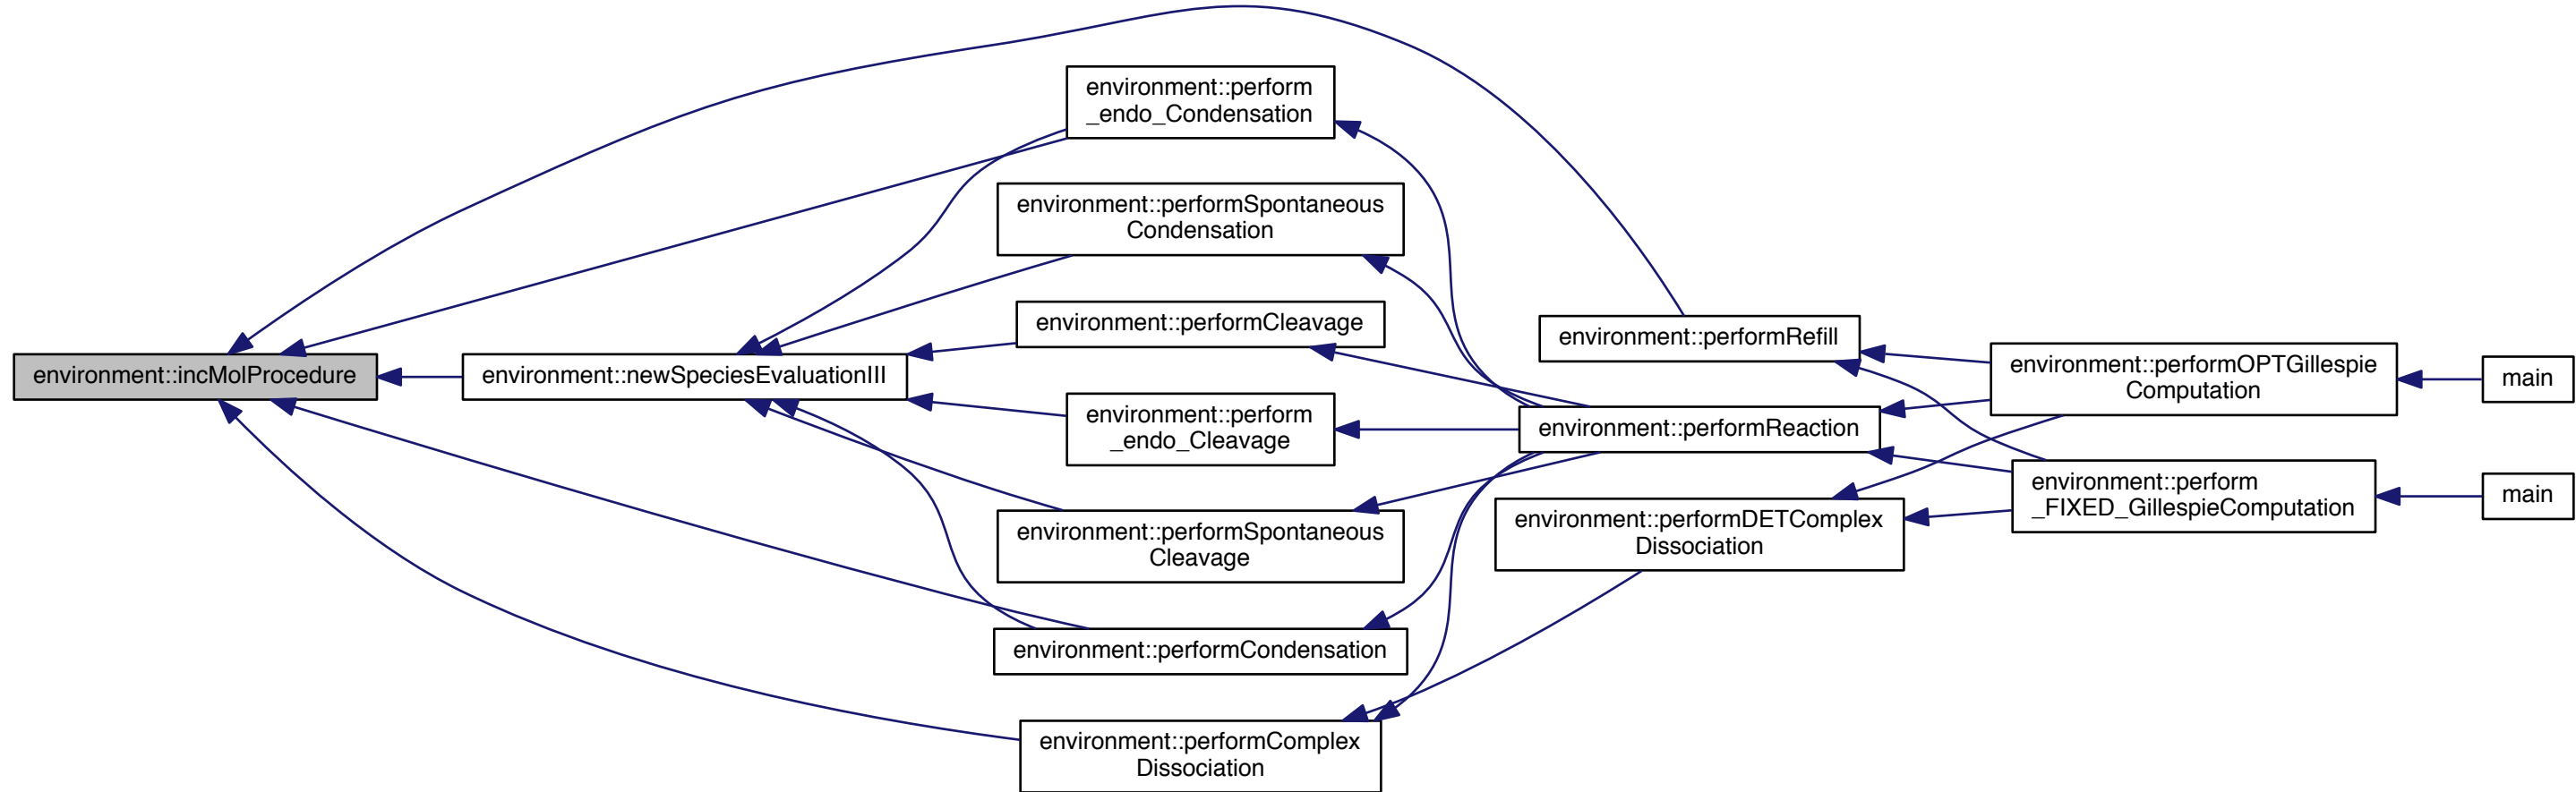 environment::incMolProcedure
environment::newSpeciesEvaluationIII
environment::perform
_endo_Condensation
environment::performSpontaneous
Condensation
environment::performCleavage
environment::perform
_endo_Cleavage
environment::performSpontaneous
Cleavage
environment::performCondensation
environment::performComplex
Dissociation
environment::performRefill
environment::performReaction
environment::performDETComplex
Dissociation
environment::performOPTGillespie
Computation
environment::perform
_FIXED_GillespieComputation
main
main